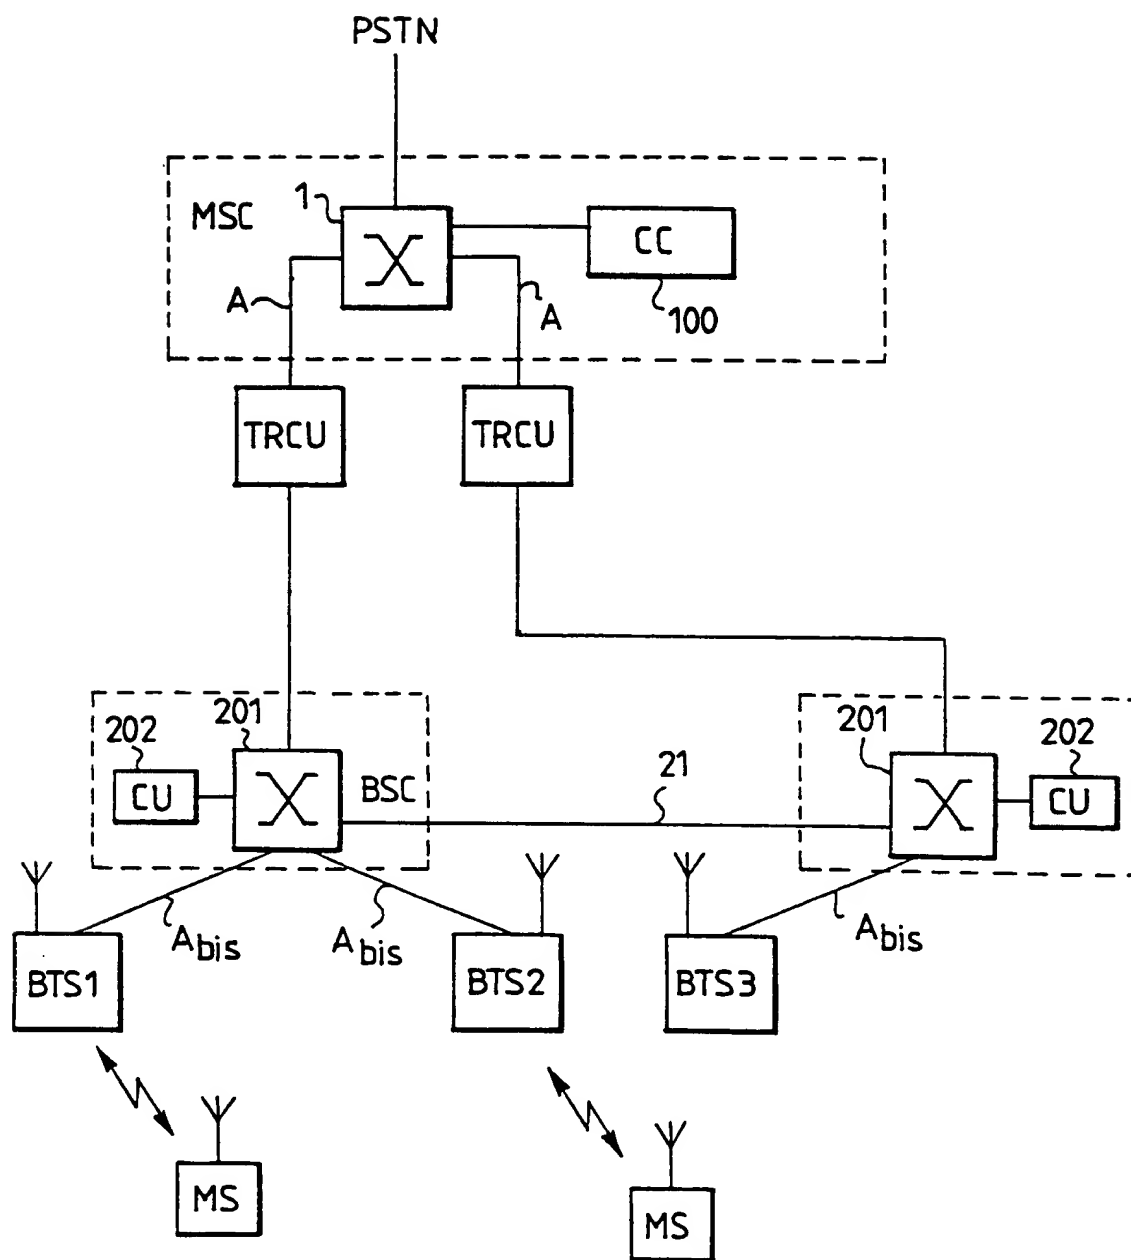 PSTN
MSC
1
CC
100
A
A
TRCU
TRCU
202
201
CU
BSC
21
201
202
CU
Abis
Abis
Abis
BTS1
BTS2
BTS3
MS
MS